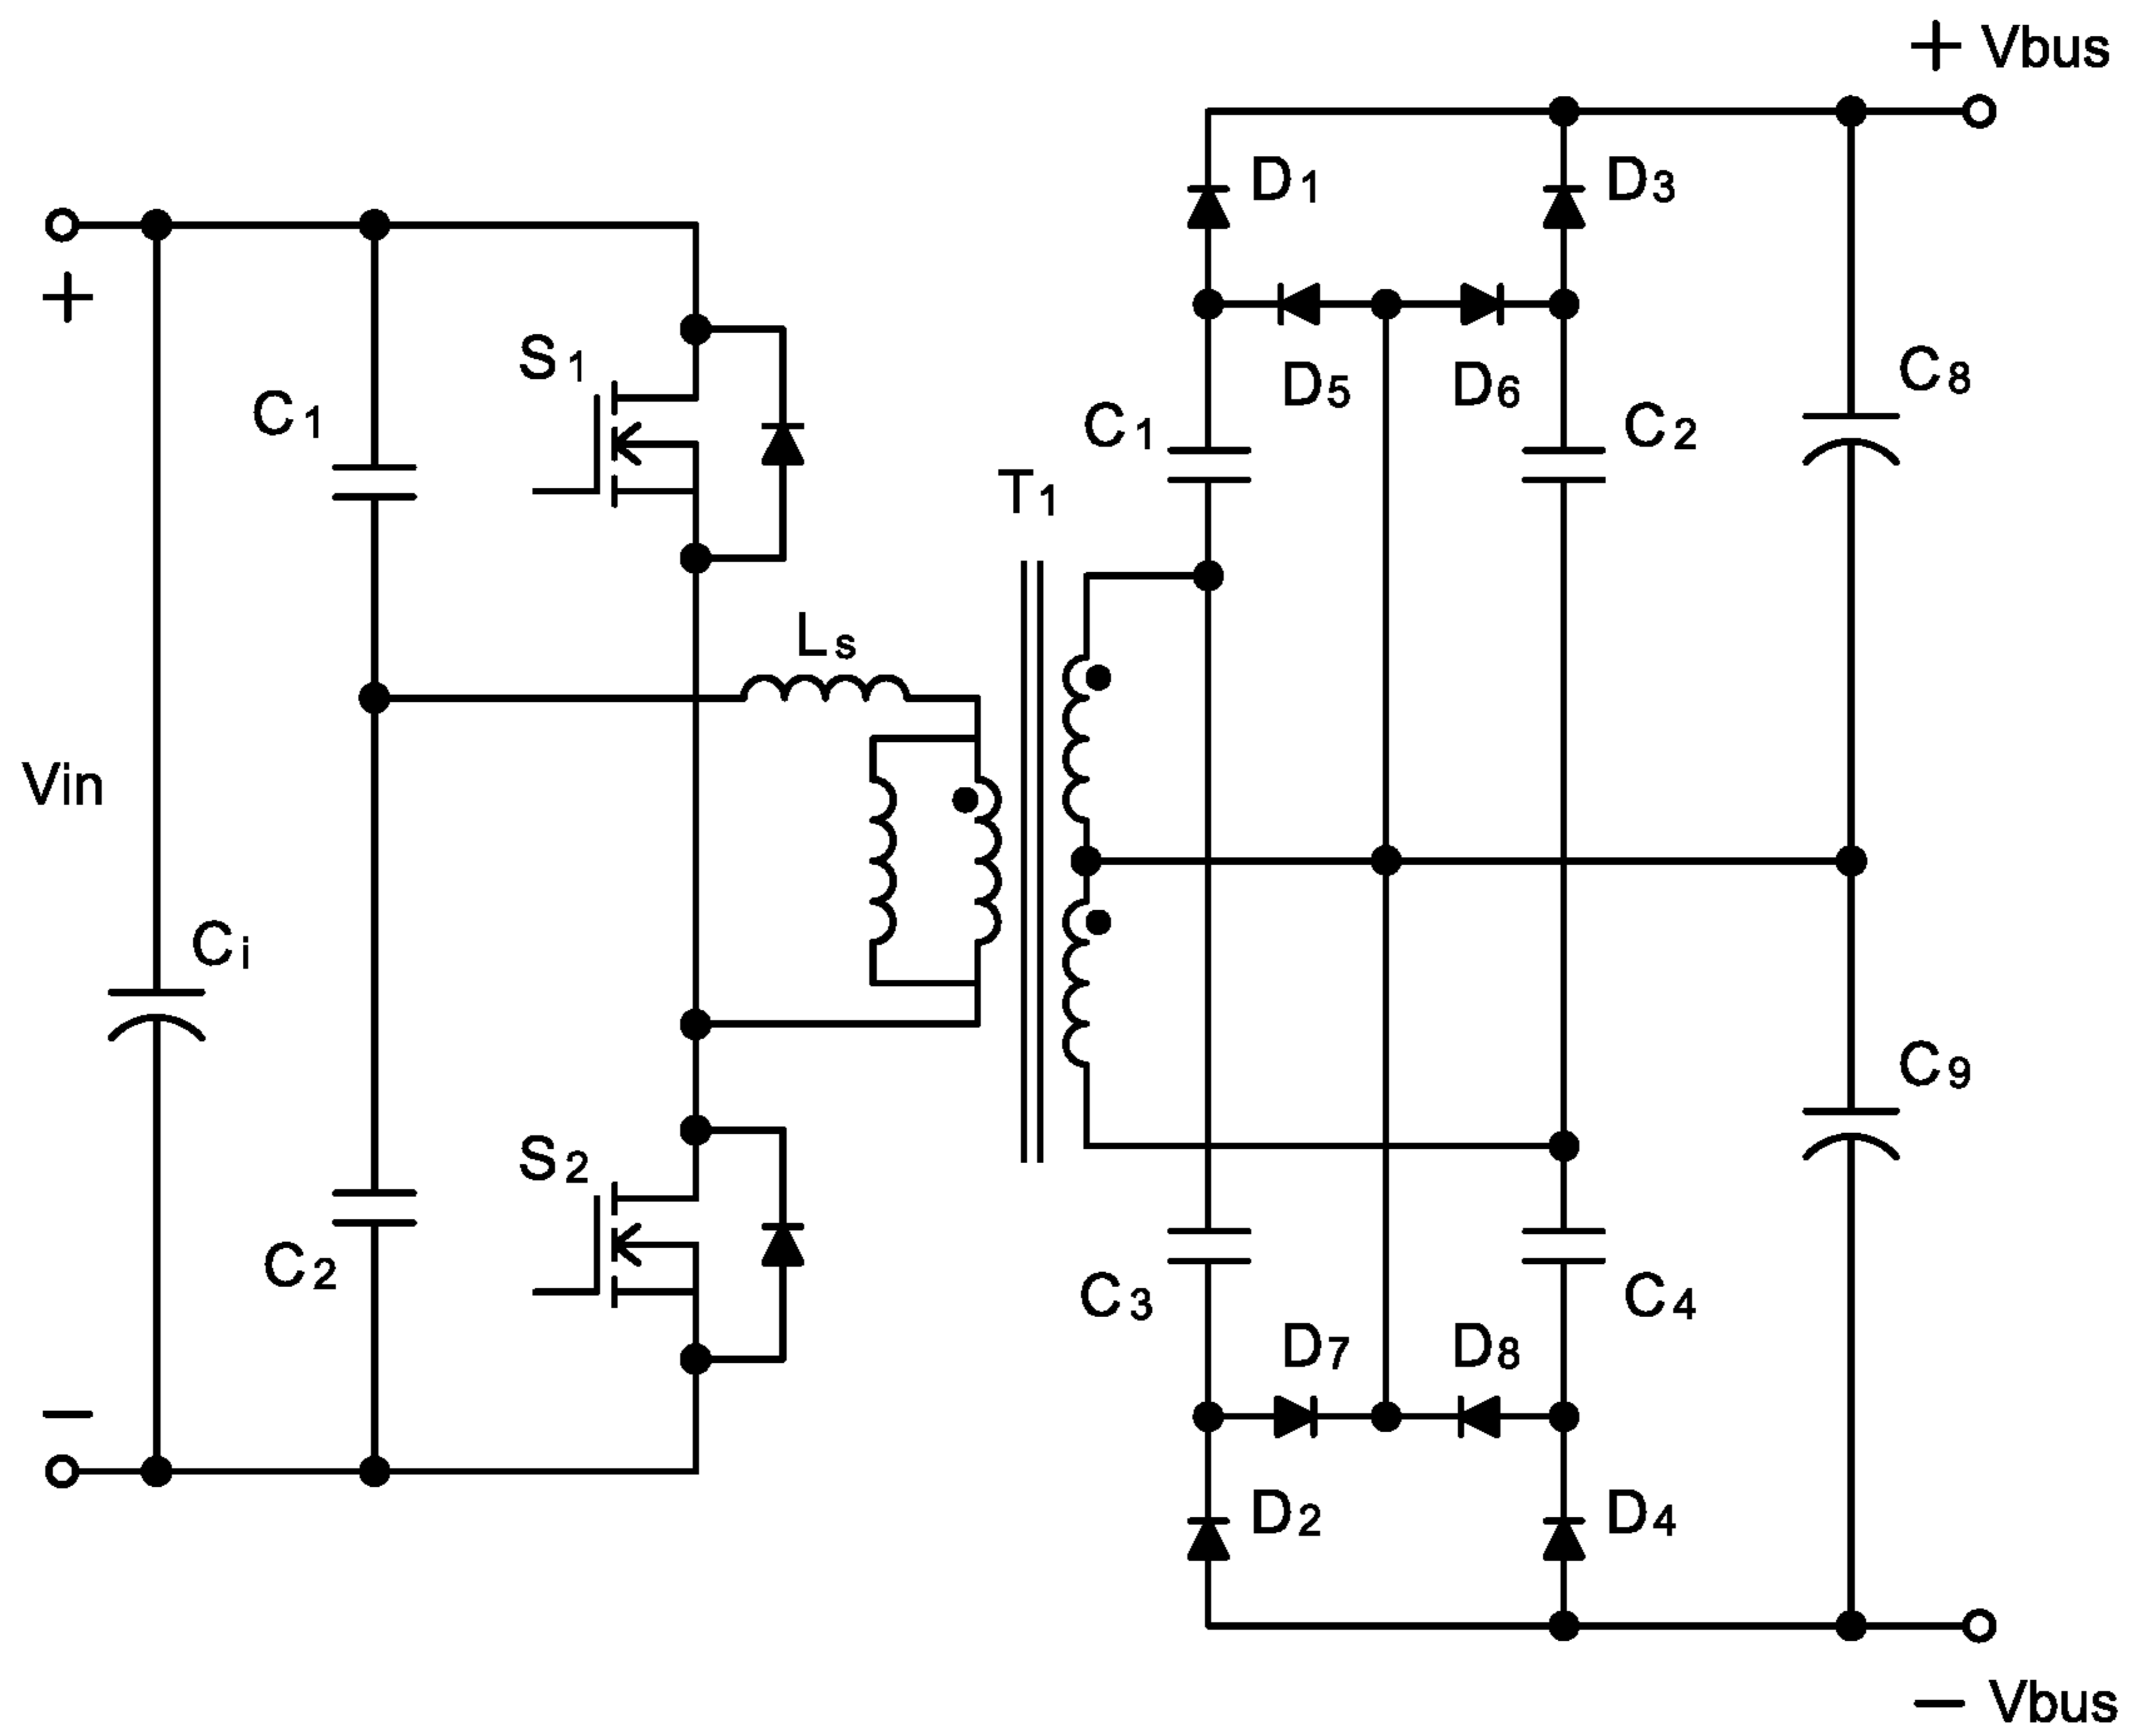 + Vbus
D1
D3
+
S1
D5
D6
C8
C1
C1
C2
T1
Ls
Vin
Ci
C9
S2
C2
C3
C4
D7
D8
−
D2
D4
− Vbus